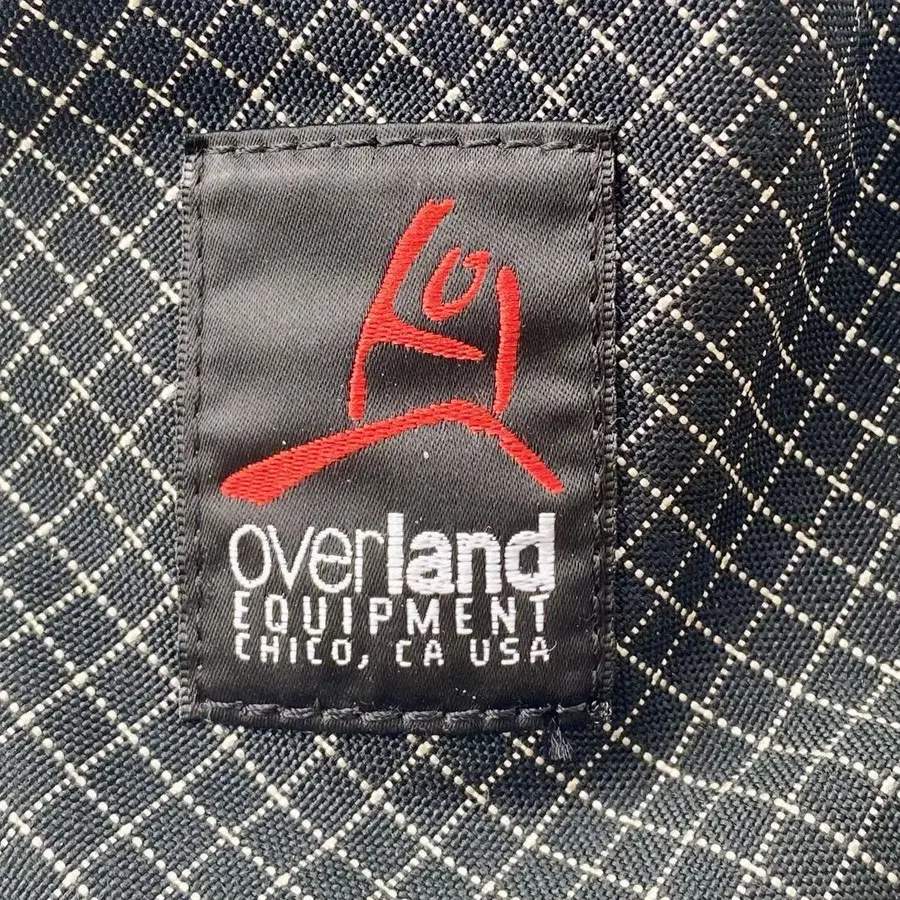 overland
EQUIPMENT
CHICO, CA USA